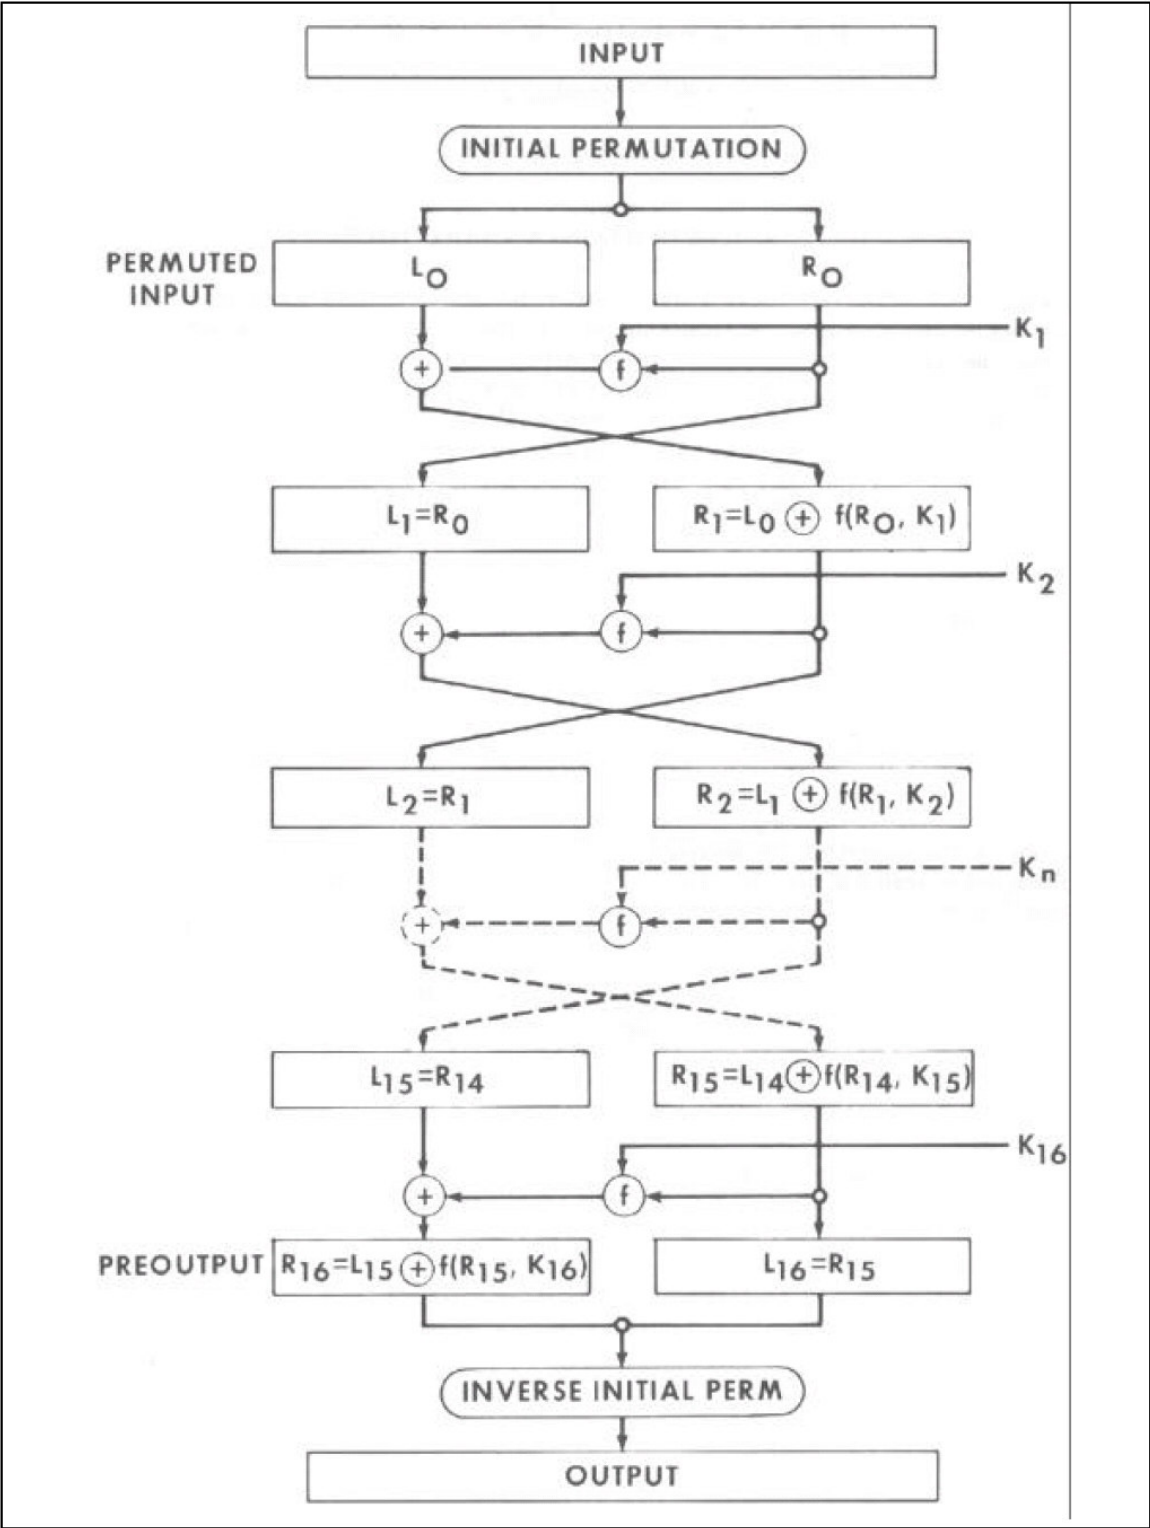 INPUT
INITIAL PERMUTATION
PERMUTED
INPUT
L₀
R₀
K₁
+
f
L₁=R₀
R₁=L₀ ⊕ f(R₀, K₁)
K₂
+
f
L₂=R₁
R₂=L₁ ⊕ f(R₁, K₂)
Kₙ
+
f
L₁₅=R₁₄
R₁₅=L₁₄⊕f(R₁₄, K₁₅)
K₁₆
+
f
PREOUTPUT
R₁₆=L₁₅⊕f(R₁₅, K₁₆)
L₁₆=R₁₅
INVERSE INITIAL PERM
OUTPUT